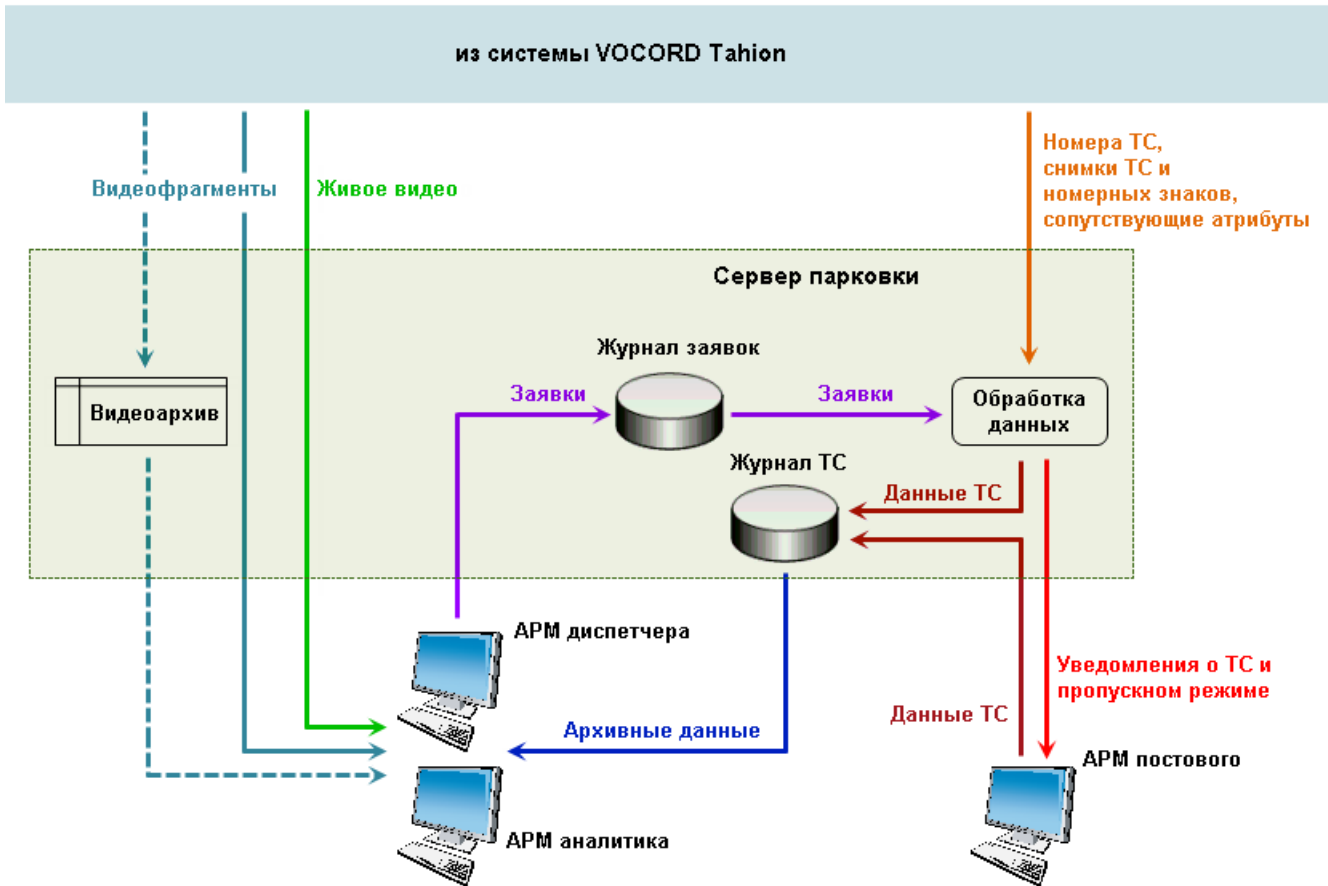 из системы VOCORD Tahion
Видеофрагменты
Живое видео
Номера ТС,
снимки ТС и
номерных знаков,
сопутствующие атрибуты
Сервер парковки
Журнал заявок
Видеоархив
Заявки
Заявки
Обработка
данных
Журнал ТС
Данные ТС
АРМ диспетчера
Уведомления о ТС и
пропускном режиме
Данные ТС
Архивные данные
АРМ постового
АРМ аналитика